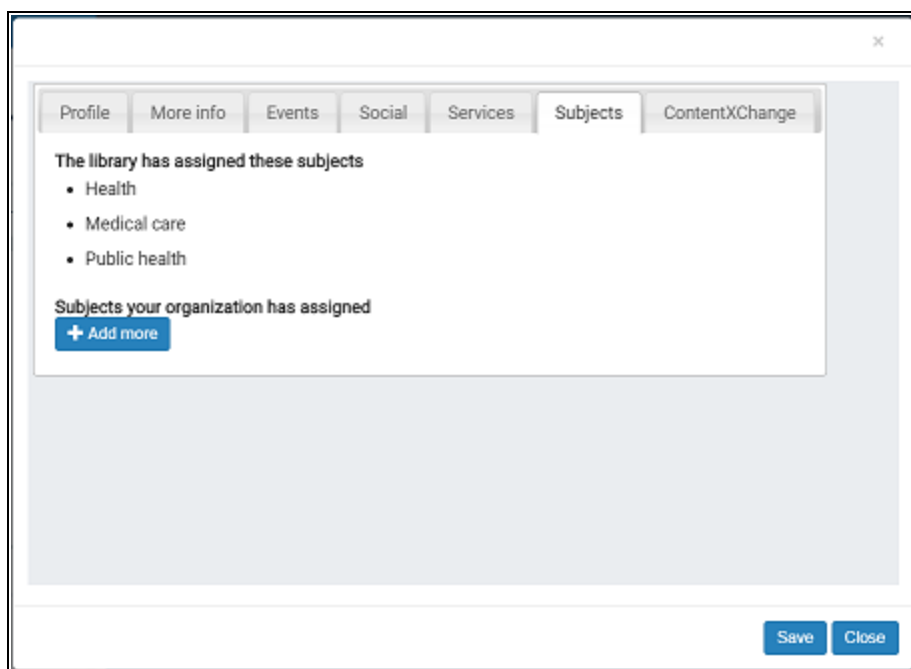 ×
Profile More info Events Social Services Subjects ContentXChange
The library has assigned these subjects
• Health
• Medical care
• Public health
Subjects your organization has assigned
+ Add more
Save Close